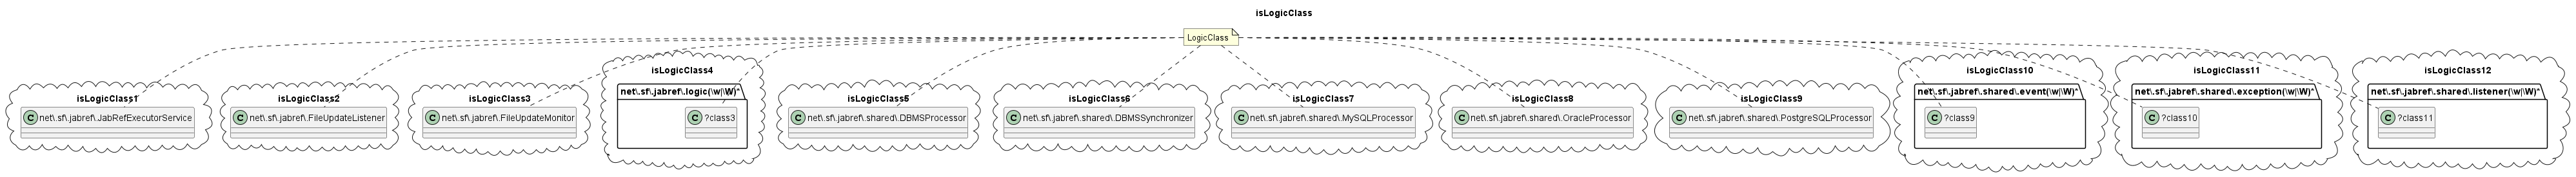 isLogicClass
LogicClass
isLogicClass1
C net\.sf\.jabref\.JabRefExecutorService
isLogicClass2
C net\.sf\.jabref\.FileUpdateListener
isLogicClass3
C net\.sf\.jabref\.FileUpdateMonitor
isLogicClass4
net\.sf\.jabref\.logic(\w|\W)*
C ?class3
isLogicClass5
C net\.sf\.jabref\.shared\.DBMSProcessor
isLogicClass6
C net\.sf\.jabref\.shared\.DBMSSynchronizer
isLogicClass7
C net\.sf\.jabref\.shared\.MySQLProcessor
isLogicClass8
C net\.sf\.jabref\.shared\.OracleProcessor
isLogicClass9
C net\.sf\.jabref\.shared\.PostgreSQLProcessor
isLogicClass10
net\.sf\.jabref\.shared\.event(\w|\W)*
C ?class9
isLogicClass11
net\.sf\.jabref\.shared\.exception(\w|\W)*
C ?class10
isLogicClass12
net\.sf\.jabref\.shared\.listener(\w|\W)*
C ?class11